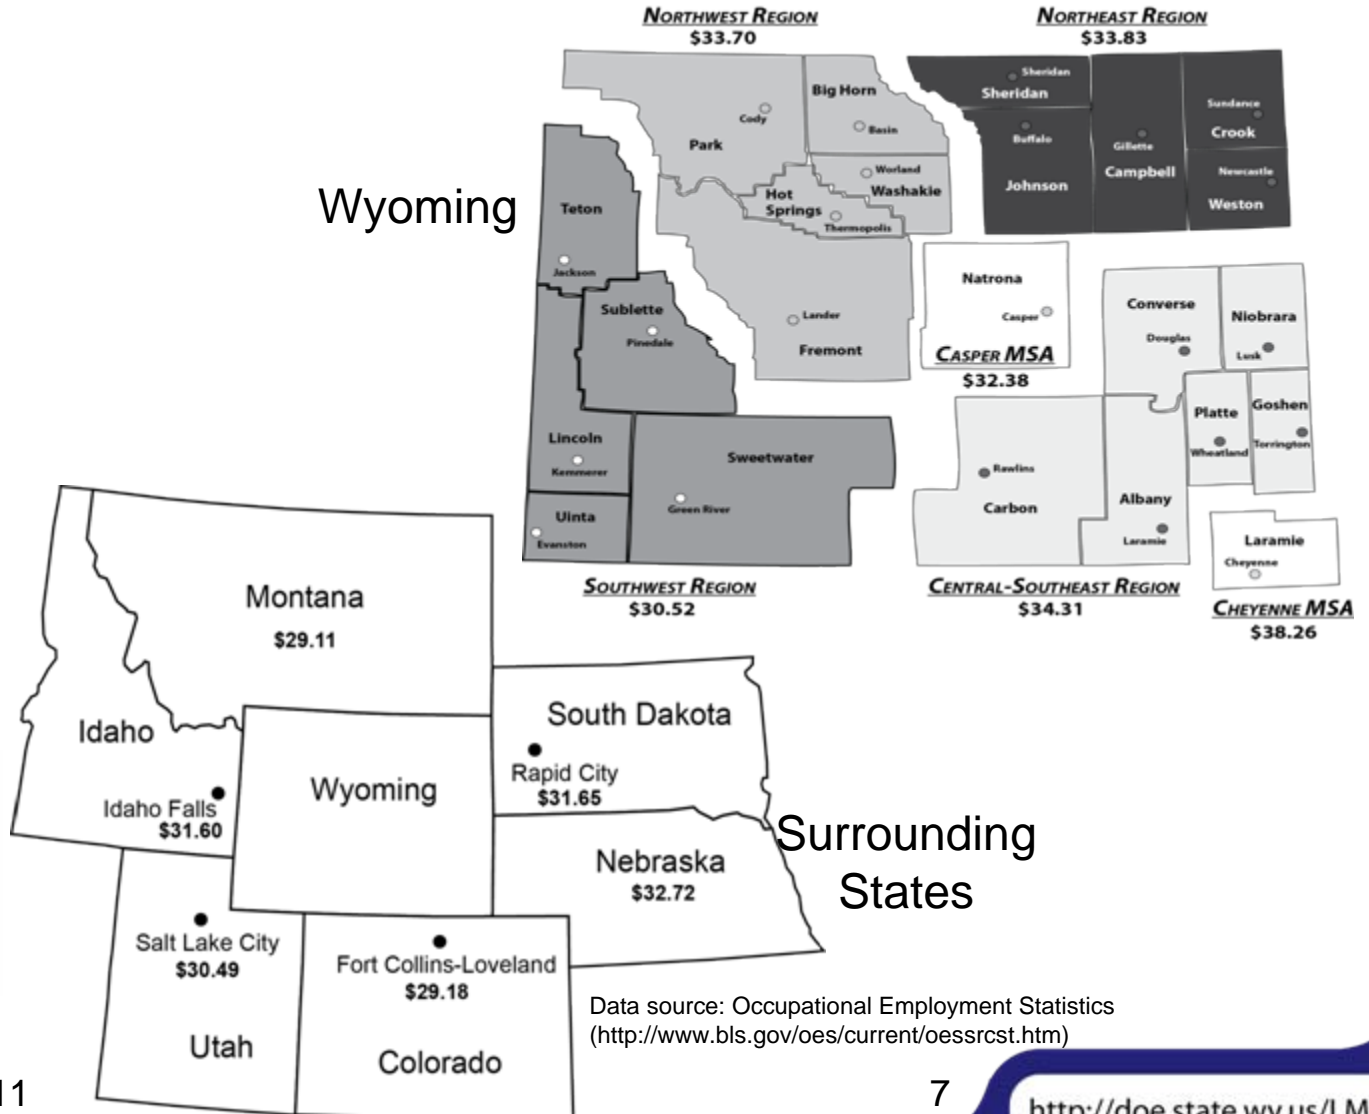 NORTHWEST REGION
$33.70
NORTHEAST REGION
$33.83
Wyoming
Park
Cody
Big Horn
Basin
Worland
Washakie
Hot
Springs
Thermopolis
Lander
Fremont
Sheridan
Sheridan
Buffalo
Johnson
Gillette
Campbell
Sundance
Crook
Newcastle
Weston
Teton
Jackson
Sublette
Pinedale
Lincoln
Kemmerer
Uinta
Evanston
Sweetwater
Green River
SOUTHWEST REGION
$30.52
Natrona
Casper
CASPER MSA
$32.38
Converse
Douglas
Niobrara
Lusk
Platte
Wheatland
Goshen
Torrington
Rawlins
Carbon
Albany
Laramie
CENTRAL-SOUTHEAST REGION
$34.31
Laramie
Cheyenne
CHEYENNE MSA
$38.26
Montana
$29.11
Idaho
Idaho Falls
$31.60
Wyoming
South Dakota
Rapid City
$31.65
Nebraska
$32.72
Surrounding
States
Salt Lake City
$30.49
Utah
Fort Collins-Loveland
$29.18
Colorado
Data source: Occupational Employment Statistics
(http://www.bls.gov/oes/current/oessrcst.htm)
11
7